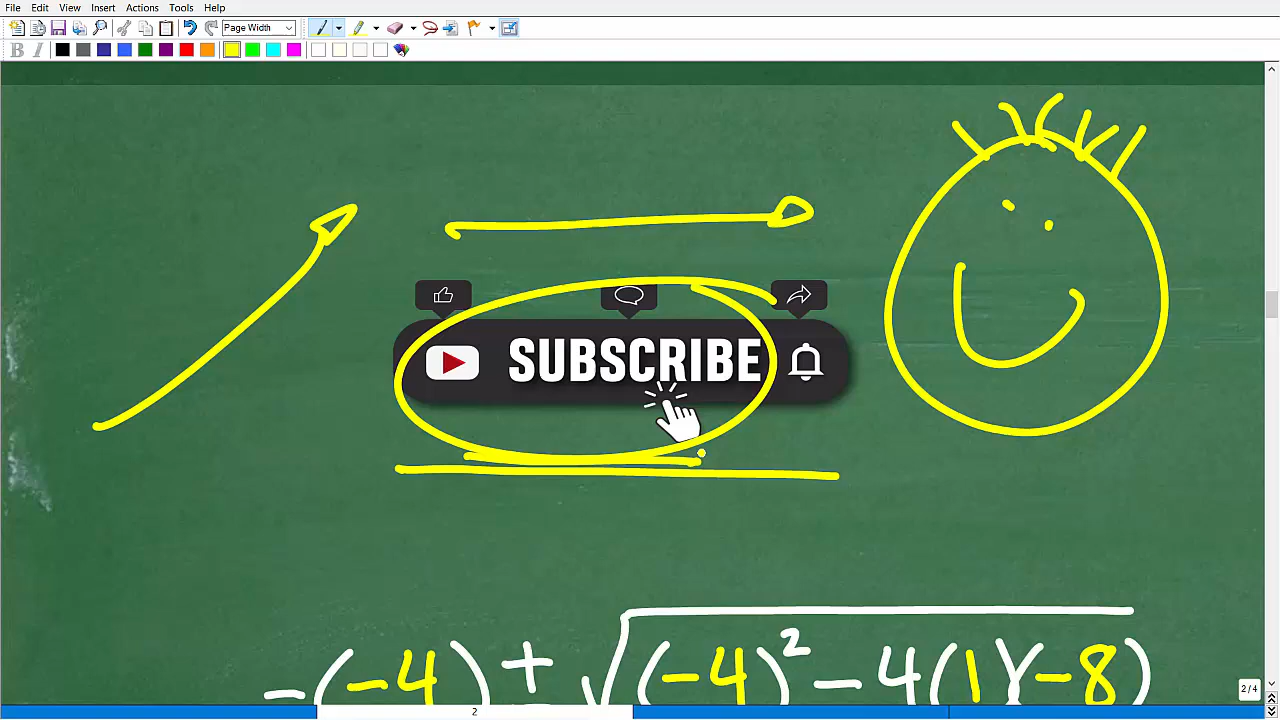 File Edit View Insert Actions Tools Help
Page Width
B I
SUBSCRIBE
-(-4) ± √(-4)² - 4(1)(-8)
2/4
2